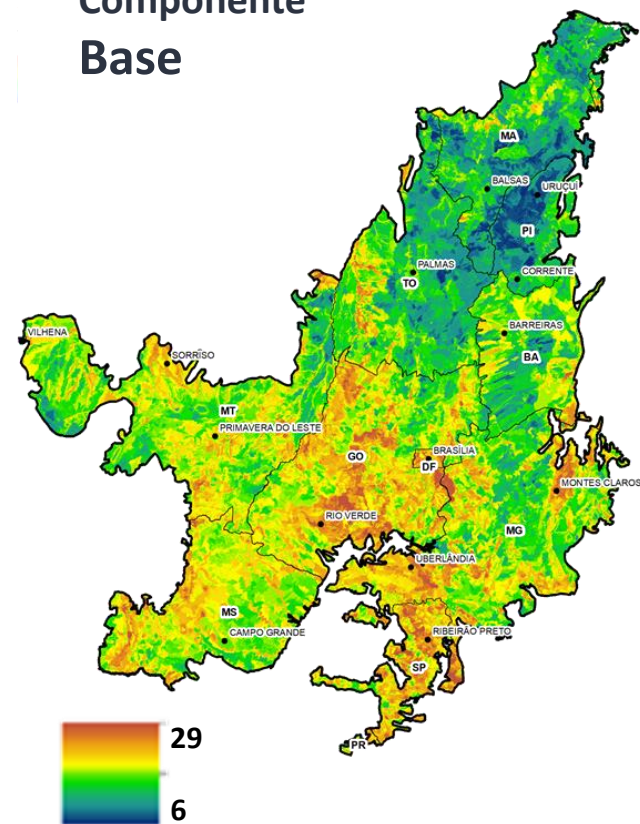 Componente
Base
MA
BALSAS
URUÇUÍ
PI
PALMAS
TO
CORRENTE
BARREIRAS
BA
VILHENA
SORRISO
MT
PRIMAVERA DO LESTE
GO
BRASÍLIA
DF
MONTES CLAROS
RIO VERDE
MG
UBERLÂNDIA
MS
CAMPO GRANDE
RIBEIRÃO PRETO
SP
PR
29
6